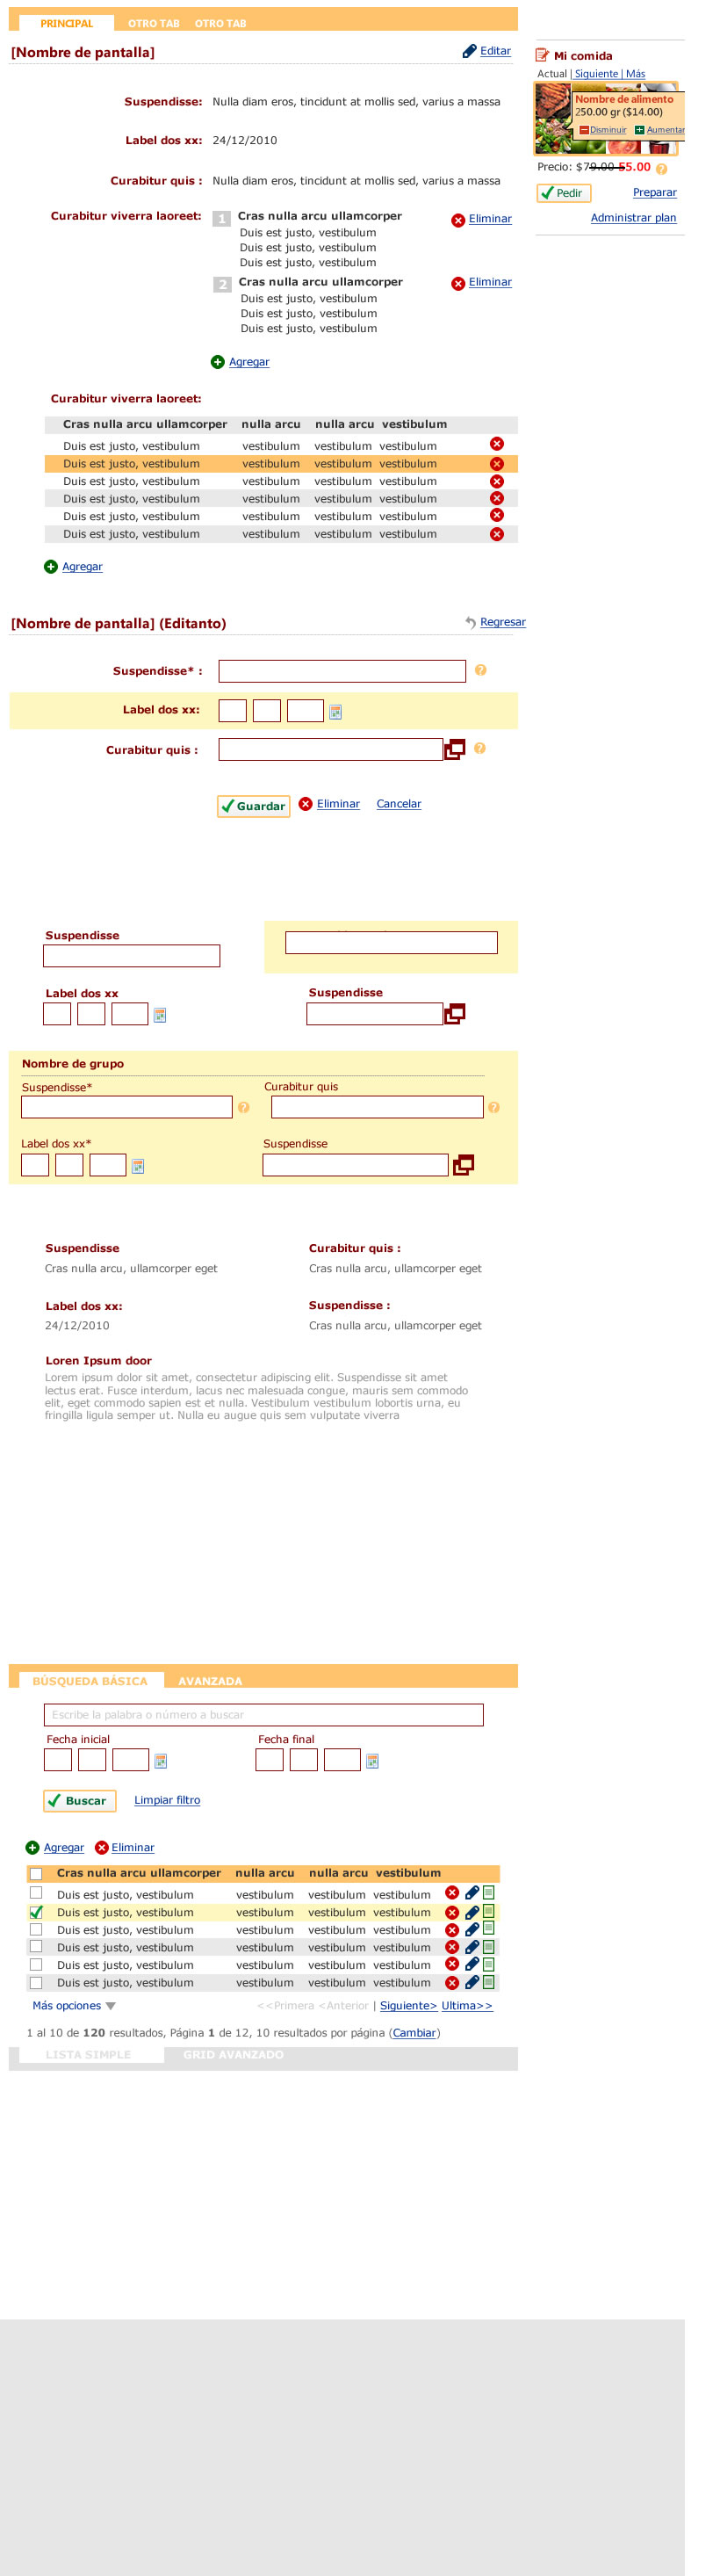 PRINCIPAL OTRO TAB OTRO TAB
[Nombre de pantalla] Editar
Suspendisse: Nulla diam eros, tincidunt at mollis sed, varius a massa
Label dos xx: 24/12/2010
Curabitur quis : Nulla diam eros, tincidunt at mollis sed, varius a massa
Curabitur viverra laoreet: 1 Cras nulla arcu ullamcorper Eliminar
Duis est justo, vestibulum
Duis est justo, vestibulum
Duis est justo, vestibulum
2 Cras nulla arcu ullamcorper Eliminar
Duis est justo, vestibulum
Duis est justo, vestibulum
Duis est justo, vestibulum
Agregar
Mi comida
Actual | Siguiente | Más
Nombre de alimento
250.00 gr ($14.00)
Disminuir Aumentar
Precio: $79.00 55.00 ?
Pedir Preparar
Administrar plan
Curabitur viverra laoreet:
Cras nulla arcu ullamcorper nulla arcu nulla arcu vestibulum
Duis est justo, vestibulum vestibulum vestibulum vestibulum
Duis est justo, vestibulum vestibulum vestibulum vestibulum
Duis est justo, vestibulum vestibulum vestibulum vestibulum
Duis est justo, vestibulum vestibulum vestibulum vestibulum
Duis est justo, vestibulum vestibulum vestibulum vestibulum
Duis est justo, vestibulum vestibulum vestibulum vestibulum
Agregar
[Nombre de pantalla] (Editanto) Regresar
Suspendisse* : ?
Label dos xx:
Curabitur quis : ?
Guardar Eliminar Cancelar
Suspendisse
Label dos xx Suspendisse
Nombre de grupo
Suspendisse* ? Curabitur quis ?
Label dos xx* Suspendisse
Suspendisse Curabitur quis :
Cras nulla arcu, ullamcorper eget Cras nulla arcu, ullamcorper eget
Label dos xx: Suspendisse :
24/12/2010 Cras nulla arcu, ullamcorper eget
Loren Ipsum door
Lorem ipsum dolor sit amet, consectetur adipiscing elit. Suspendisse sit amet
lectus erat. Fusce interdum, lacus nec malesuada congue, mauris sem commodo
elit, eget commodo sapien est et nulla. Vestibulum vestibulum lobortis urna, eu
fringilla ligula semper ut. Nulla eu augue quis sem vulputate viverra
BÚSQUEDA BÁSICA AVANZADA
Escribe la palabra o número a buscar
Fecha inicial Fecha final
Buscar Limpiar filtro
Agregar Eliminar
Cras nulla arcu ullamcorper nulla arcu nulla arcu vestibulum
Duis est justo, vestibulum vestibulum vestibulum vestibulum
Duis est justo, vestibulum vestibulum vestibulum vestibulum
Duis est justo, vestibulum vestibulum vestibulum vestibulum
Duis est justo, vestibulum vestibulum vestibulum vestibulum
Duis est justo, vestibulum vestibulum vestibulum vestibulum
Duis est justo, vestibulum vestibulum vestibulum vestibulum
Más opciones <<Primera <Anterior | Siguiente> Ultima>>
1 al 10 de 120 resultados, Página 1 de 12, 10 resultados por página (Cambiar)
LISTA SIMPLE GRID AVANZADO